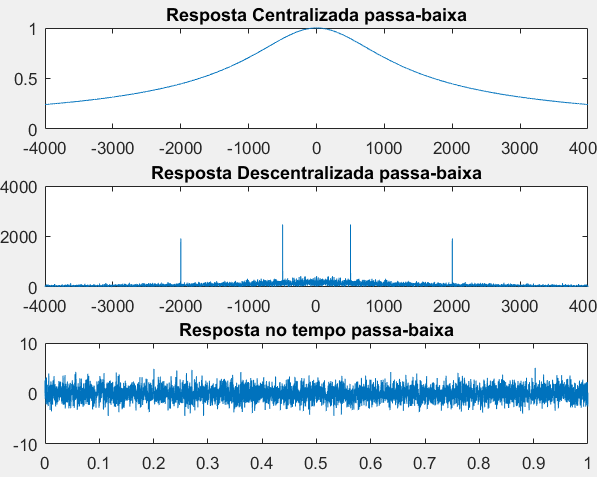 Resposta Centralizada passa-baixa
1
0.5
0
-4000 -3000 -2000 -1000 0 1000 2000 3000 400
Resposta Descentralizada passa-baixa
4000
2000
0
-4000 -3000 -2000 -1000 0 1000 2000 3000 400
Resposta no tempo passa-baixa
10
0
-10
0 0.1 0.2 0.3 0.4 0.5 0.6 0.7 0.8 0.9 1